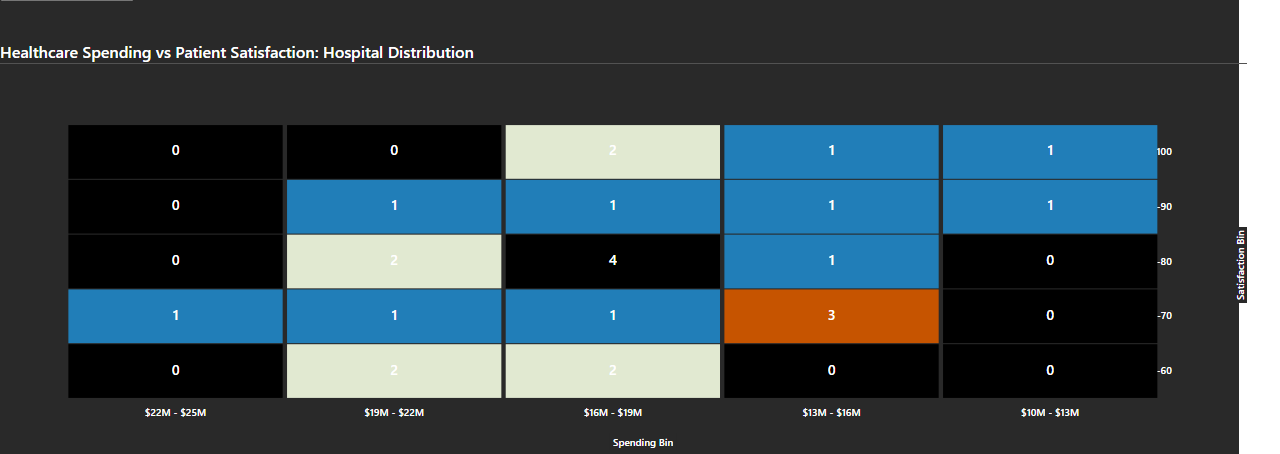 Healthcare Spending vs Patient Satisfaction: Hospital Distribution
0 0 2 1 1 100
0 1 1 1 1 -90
0 2 4 1 0 -80
1 1 1 3 0 -70
0 2 2 0 0 -60
Satisfaction Bin
$22M - $25M $19M - $22M $16M - $19M $13M - $16M $10M - $13M
Spending Bin